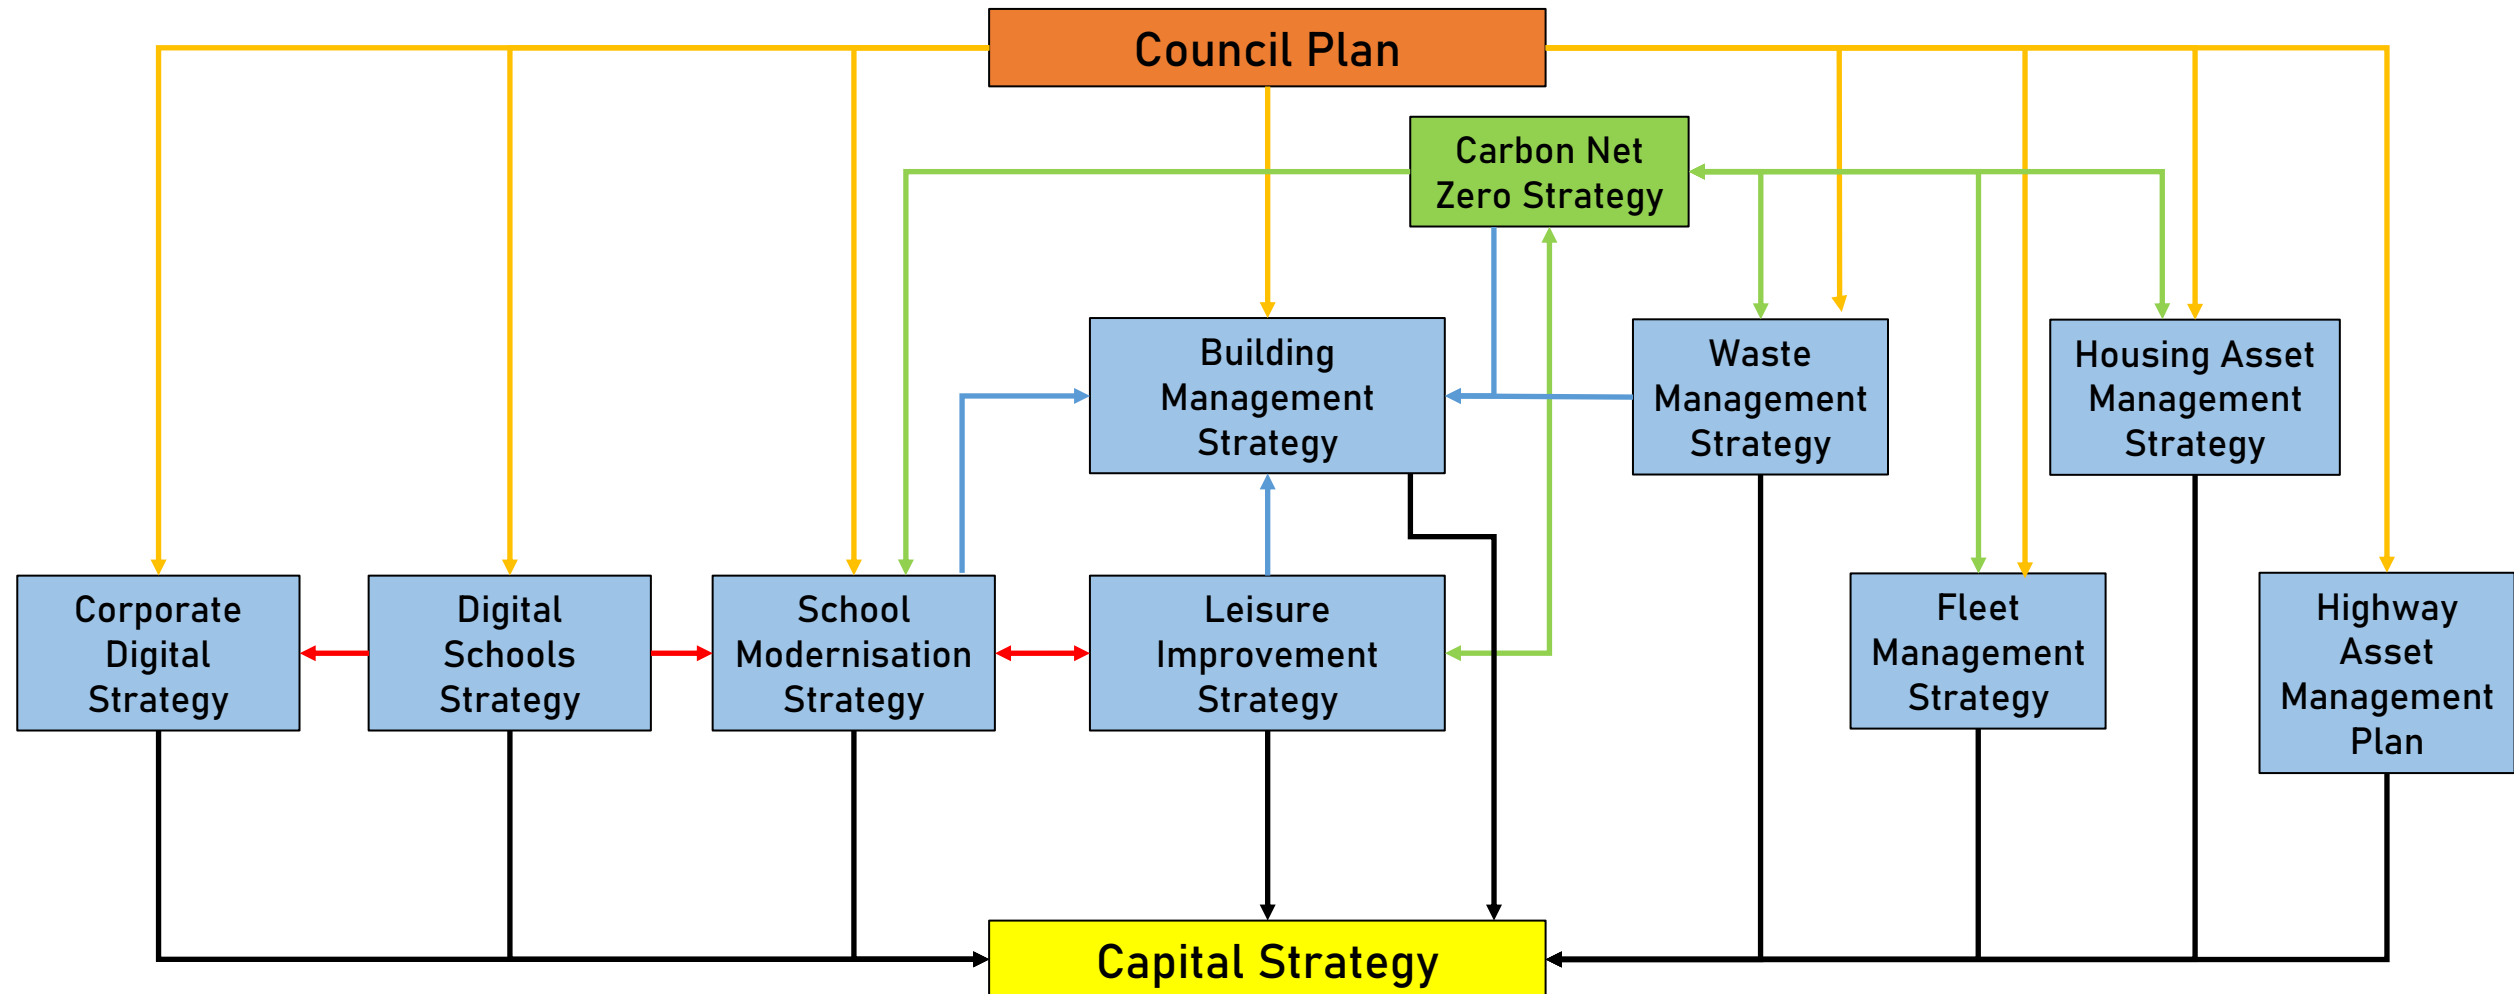 Council Plan
Carbon Net
Zero Strategy
Building
Management
Strategy
Waste
Management
Strategy
Housing Asset
Management
Strategy
Corporate
Digital
Strategy
Digital
Schools
Strategy
School
Modernisation
Strategy
Leisure
Improvement
Strategy
Fleet
Management
Strategy
Highway
Asset
Management
Plan
Capital Strategy